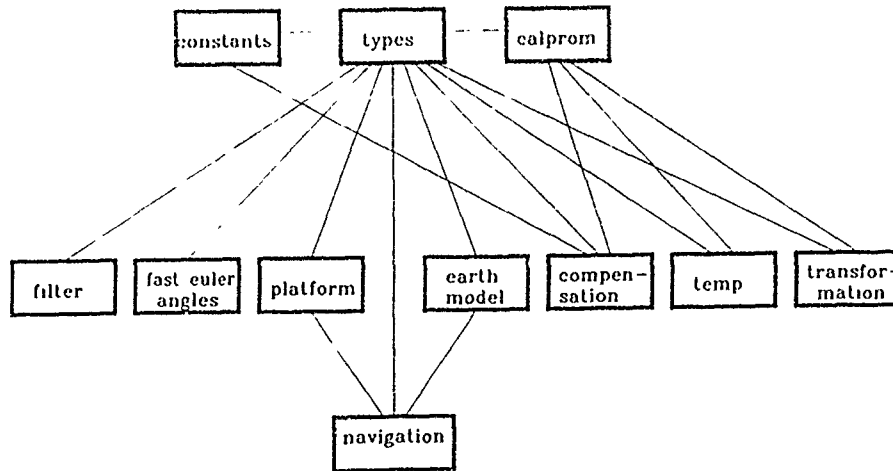 constants
types
calprom
filter
fast euler
angles
platform
earth
model
compen-
sation
temp
transfor-
mation
navigation